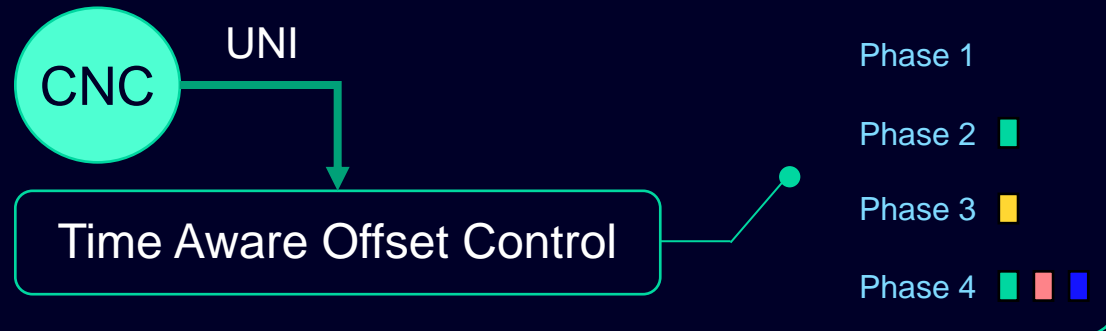 UNI
CNC
Time Aware Offset Control
Phase 1
Phase 2
Phase 3
Phase 4